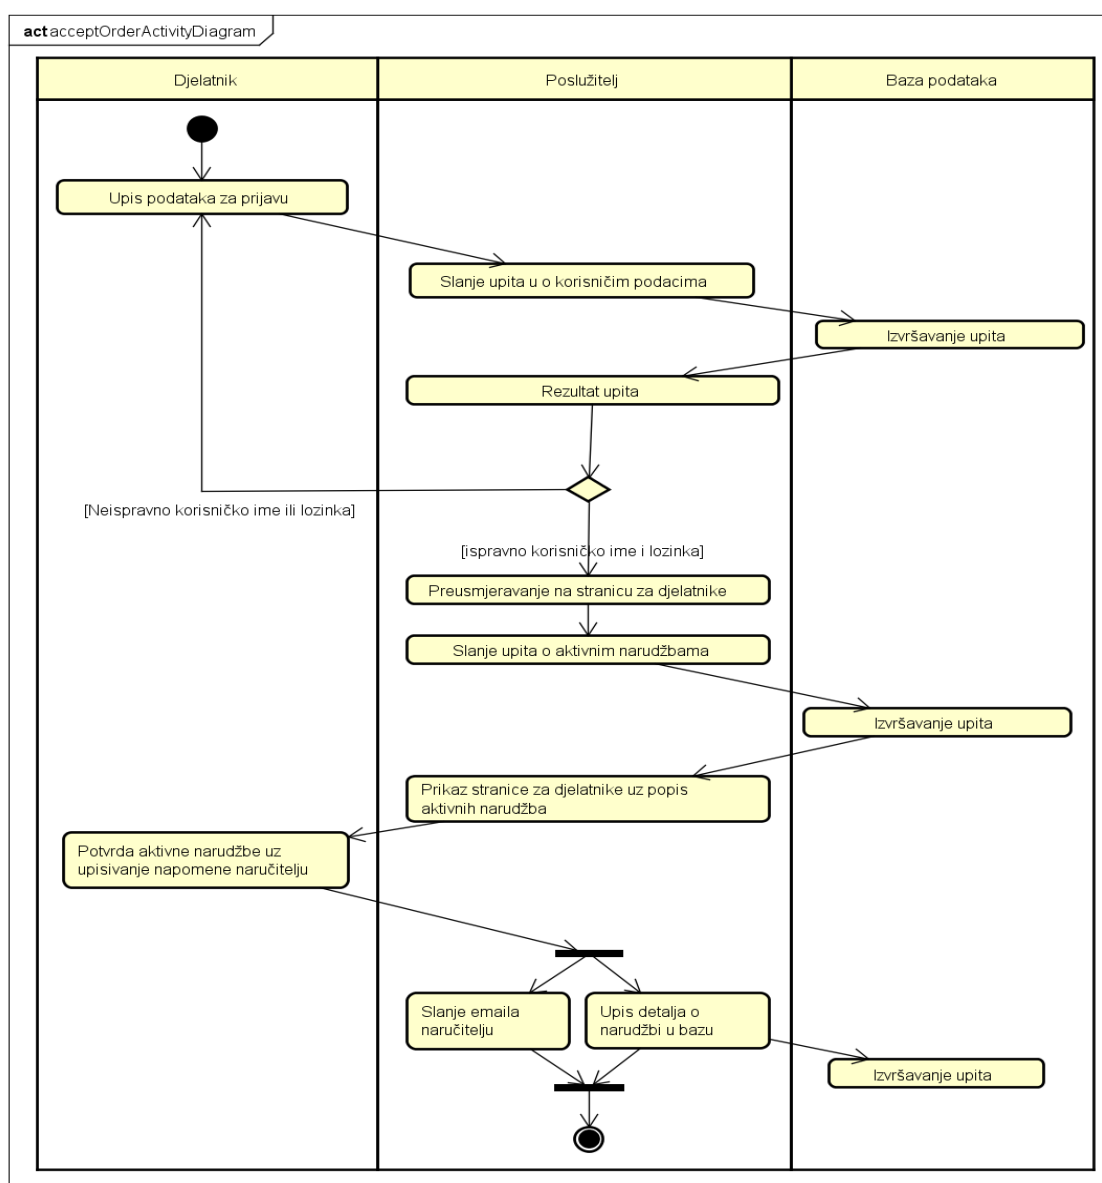 act acceptOrderActivityDiagram
Djelatnik
Poslužitelj
Baza podataka
Upis podataka za prijavu
Slanje upita u o korisničim podacima
Izvršavanje upita
Rezultat upita
[Neispravno korisničko ime ili lozinka]
[ispravno korisničko ime i lozinka]
Preusmjeravanje na stranicu za djelatnike
Slanje upita o aktivnim narudžbama
Izvršavanje upita
Prikaz stranice za djelatnike uz popis
aktivnih narudžba
Potvrda aktivne narudžbe uz
upisivanje napomene naručitelju
Slanje emaila
naručitelju
Upis detalja o
narudžbi u bazu
Izvršavanje upita